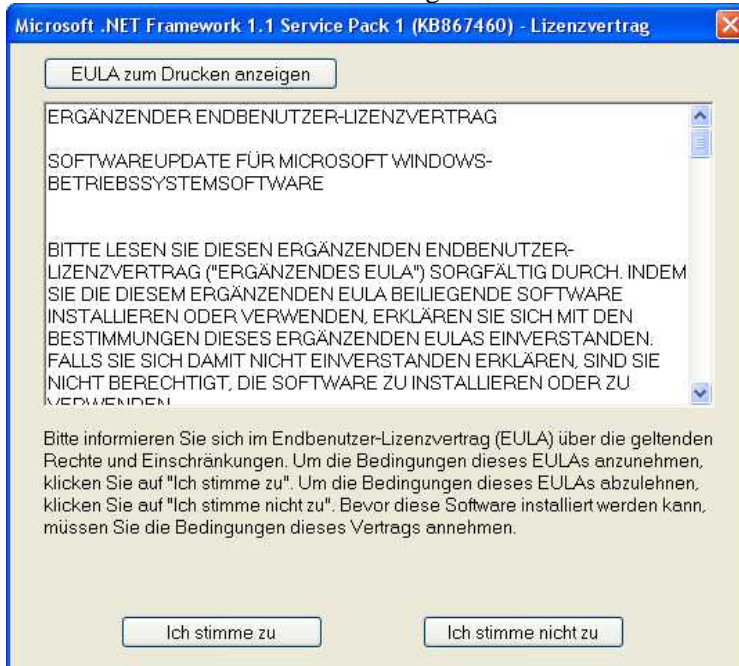 Microsoft .NET Framework 1.1 Service Pack 1 (KB867460) - Lizenzvertrag
EULA zum Drucken anzeigen
ERGÄNZENDER ENDBENUTZER-LIZENZVERTRAG
SOFTWAREUPDATE FÜR MICROSOFT WINDOWS-
BETRIEBSSYSTEMSOFTWARE
BITTE LESEN SIE DIESEN ERGÄNZENDEN ENDBENUTZER-
LIZENZVERTRAG ("ERGÄNZENDES EULA") SORGFÄLTIG DURCH. INDEM
SIE DIE DIESEM ERGÄNZENDEN EULA BEILIEGENDE SOFTWARE
INSTALLIEREN ODER VERWENDEN, ERKLÄREN SIE SICH MIT DEN
BESTIMMUNGEN DIESES ERGÄNZENDEN EULAS EINVERSTANDEN.
FALLS SIE SICH DAMIT NICHT EINVERSTANDEN ERKLÄREN, SIND SIE
NICHT BERECHTIGT, DIE SOFTWARE ZU INSTALLIEREN ODER ZU
VERWENDEN
Bitte informieren Sie sich im Endbenutzer-Lizenzvertrag (EULA) über die geltenden
Rechte und Einschränkungen. Um die Bedingungen dieses EULAs anzunehmen,
klicken Sie auf "Ich stimme zu". Um die Bedingungen dieses EULAs abzulehnen,
klicken Sie auf "Ich stimme nicht zu". Bevor diese Software installiert werden kann,
müssen Sie die Bedingungen dieses Vertrags annehmen.
Ich stimme zu
Ich stimme nicht zu